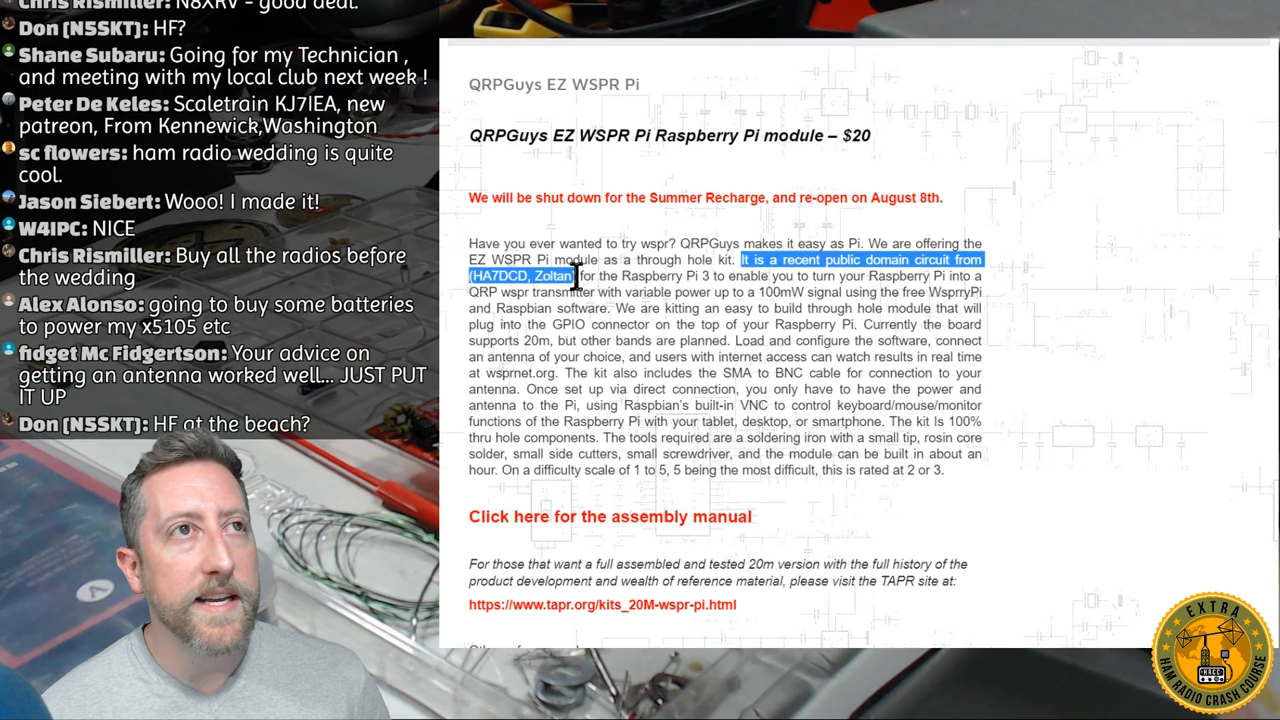 Chris Rismiller: N8XRV - good deal.
Don (N5SKT): HF?
Shane Subaru: Going for my Technician ,
and meeting with my local club next week !
Peter De Keles: Scaletrain KJ7IEA, new
patreon, From Kennewick,Washington
sc flowers: ham radio wedding is quite
cool.
Jason Siebert: Wooo! I made it!
W4IPC: NICE
Chris Rismiller: Buy all the radios before
the wedding
Alex Alonso: going to buy some batteries
to power my x5105 etc
fidget Mc Fidgertson: Your advice on
getting an antenna worked well... JUST PUT
IT UP
Don (N5SKT): HF at the beach?
QRPGuys EZ WSPR Pi
QRPGuys EZ WSPR Pi Raspberry Pi module – $20
We will be shut down for the Summer Recharge, and re-open on August 8th.
Have you ever wanted to try wspr? QRPGuys makes it easy as Pi. We are offering the
EZ WSPR Pi module as a through hole kit. It is a recent public domain circuit from
(HA7DCD, Zoltan) for the Raspberry Pi 3 to enable you to turn your Raspberry Pi into a
QRP wspr transmitter with variable power up to a 100mW signal using the free WsprryPi
and Raspbian software. We are kitting an easy to build through hole module that will
plug into the GPIO connector on the top of your Raspberry Pi. Currently the board
supports 20m, but other bands are planned. Load and configure the software, connect
an antenna of your choice, and users with internet access can watch results in real time
at wsprnet.org. The kit also includes the SMA to BNC cable for connection to your
antenna. Once set up via direct connection, you only have to have the power and
antenna to the Pi, using Raspbian's built-in VNC to control keyboard/mouse/monitor
functions of the Raspberry Pi with your tablet, desktop, or smartphone. The kit Is 100%
thru hole components. The tools required are a soldering iron with a small tip, rosin core
solder, small side cutters, small screwdriver, and the module can be built in about an
hour. On a difficulty scale of 1 to 5, 5 being the most difficult, this is rated at 2 or 3.
Click here for the assembly manual
For those that want a full assembled and tested 20m version with the full history of the
product development and wealth of reference material, please visit the TAPR site at:
https://www.tapr.org/kits_20M-wspr-pi.html
EXTRA
HAM RADIO CRASH COURSE